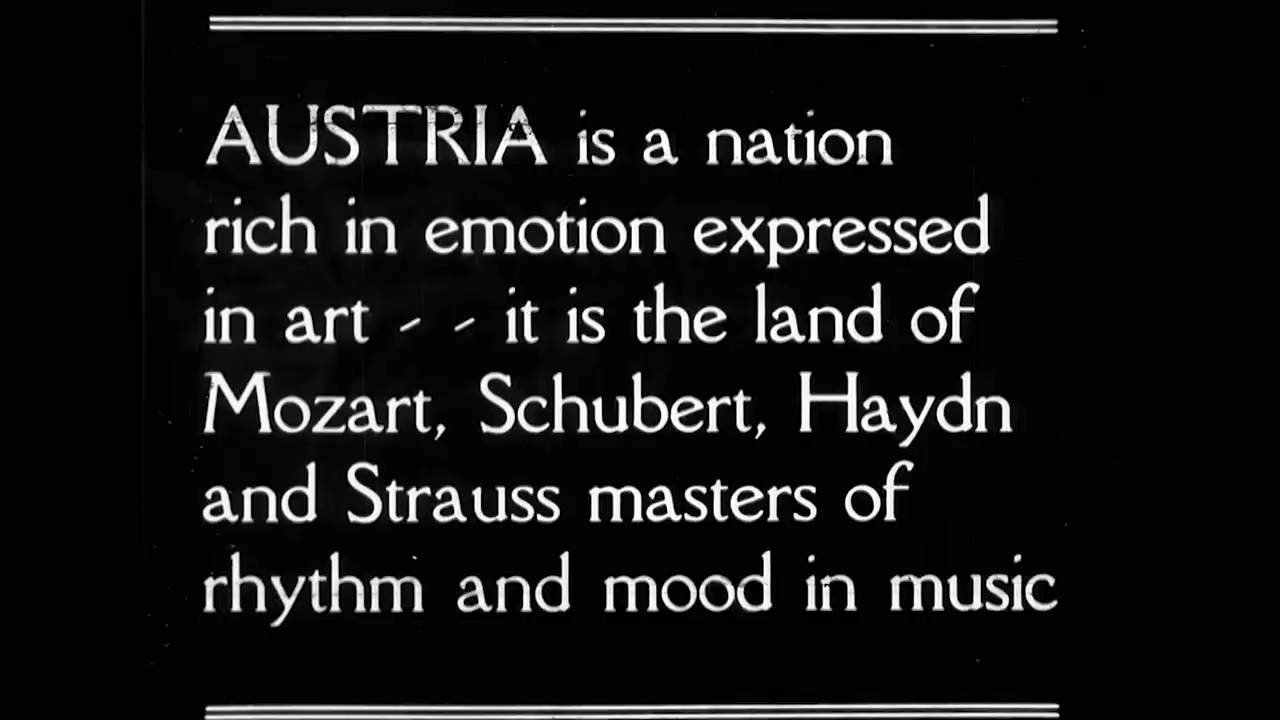 AUSTRIA is a nation
rich in emotion expressed
in art - - it is the land of
Mozart, Schubert, Haydn
and Strauss masters of
rhythm and mood in music